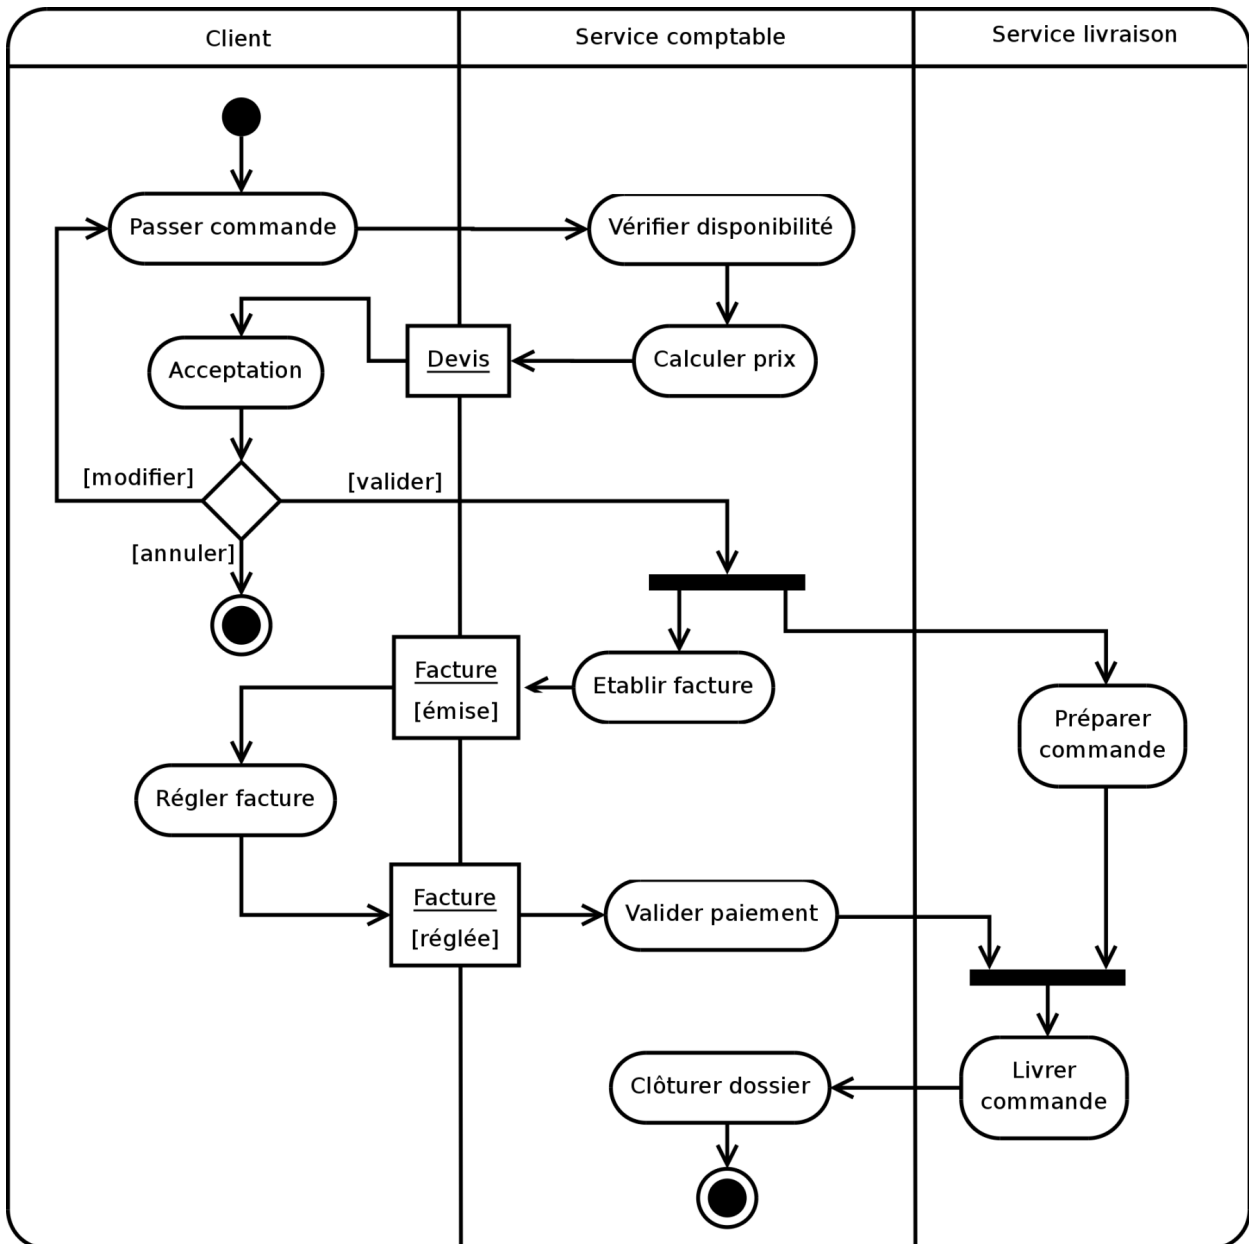 Client
Service comptable
Service livraison
Passer commande
Vérifier disponibilité
Acceptation
Devis
Calculer prix
[modifier]
[valider]
[annuler]
Facture
[émise]
Etablir facture
Préparer
commande
Régler facture
Facture
[réglée]
Valider paiement
Clôturer dossier
Livrer
commande